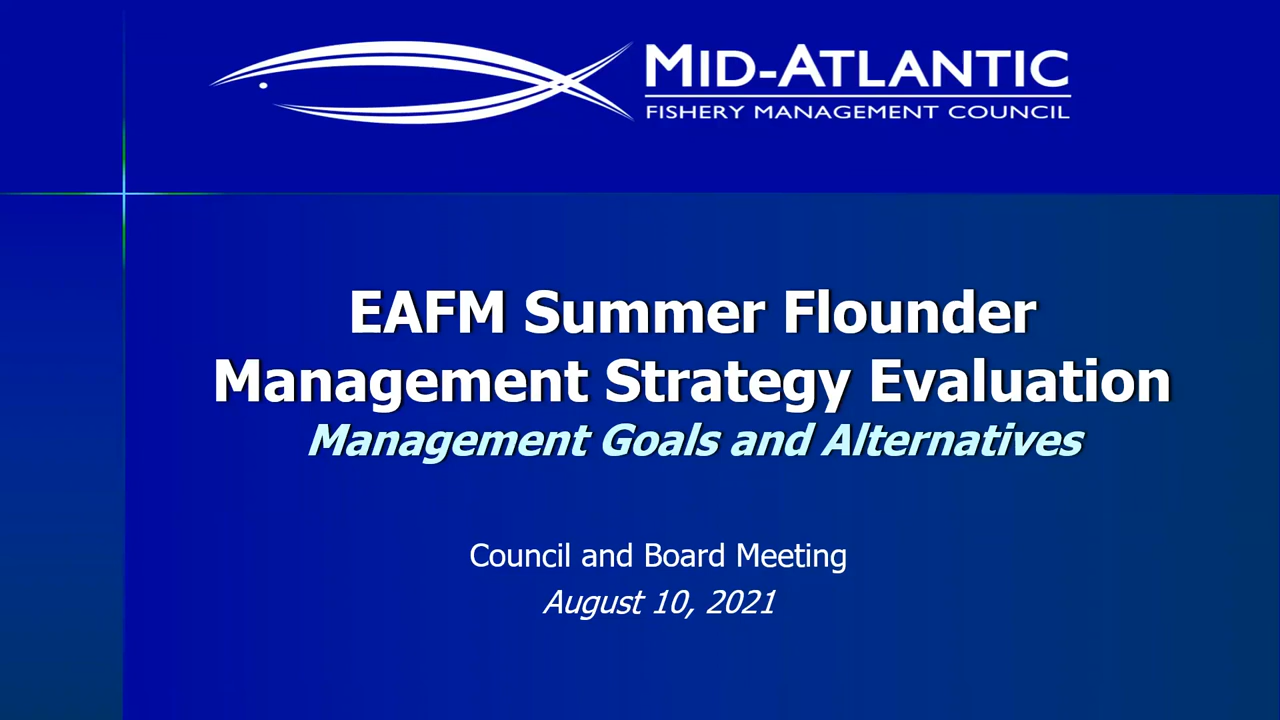 MID-ATLANTIC
FISHERY MANAGEMENT COUNCIL
EAFM Summer Flounder
Management Strategy Evaluation
Management Goals and Alternatives
Council and Board Meeting
August 10, 2021